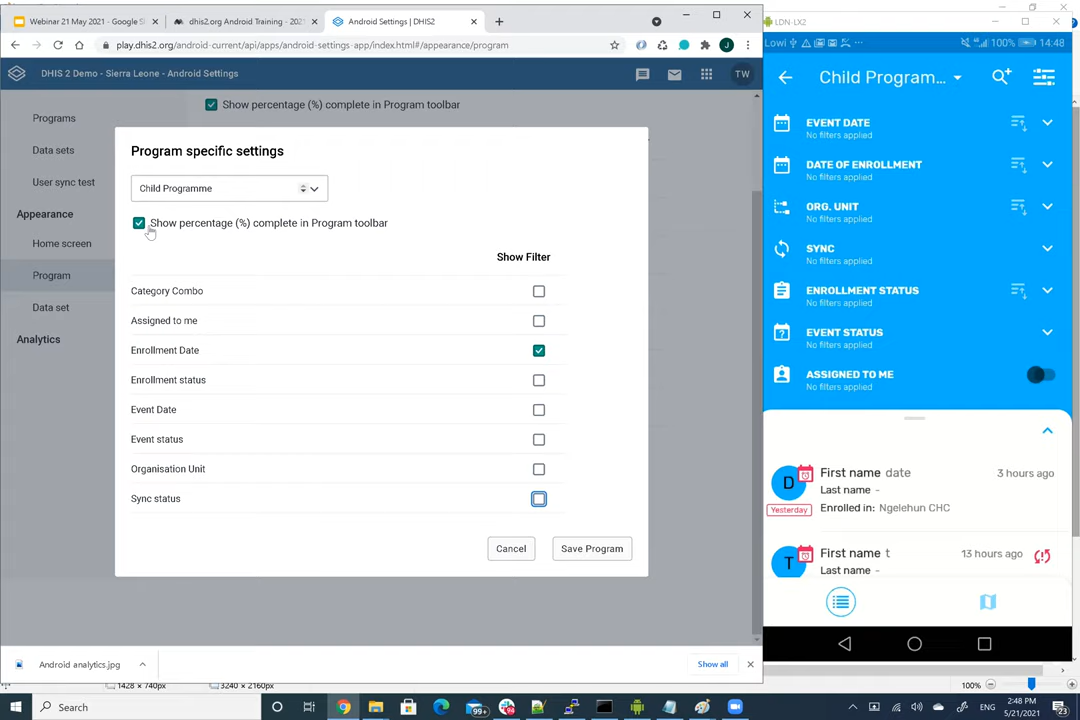 Webinar 21 May 2021 - Google Sl
dhis2.org Android Training - 2021
Android Settings | DHIS2
play.dhis2.org/android-current/api/apps/android-settings-app/index.html#/appearance/program
J
DHIS 2 Demo - Sierra Leone - Android Settings
TW
Show percentage (%) complete in Program toolbar
Programs
Data sets
User sync test
Appearance
Home screen
Program
Data set
Analytics
Program specific settings
Child Programme
Show percentage (%) complete in Program toolbar
Show Filter
Category Combo
Assigned to me
Enrollment Date
Enrollment status
Event Date
Event status
Organisation Unit
Sync status
Cancel
Save Program
Android analytics.jpg
Show all
1428 × 740px
3240 × 2160px
100%
LDN-LX2
Lowi
100%
14:48
Child Program...
EVENT DATE
No filters applied
DATE OF ENROLLMENT
No filters applied
ORG. UNIT
No filters applied
SYNC
No filters applied
ENROLLMENT STATUS
No filters applied
EVENT STATUS
No filters applied
ASSIGNED TO ME
No filters applied
D
First name date
3 hours ago
Last name -
Yesterday
Enrolled in: Ngelehun CHC
T
First name t
13 hours ago
Last name -
Search
99+
ENG
2:48 PM
5/21/2021
23